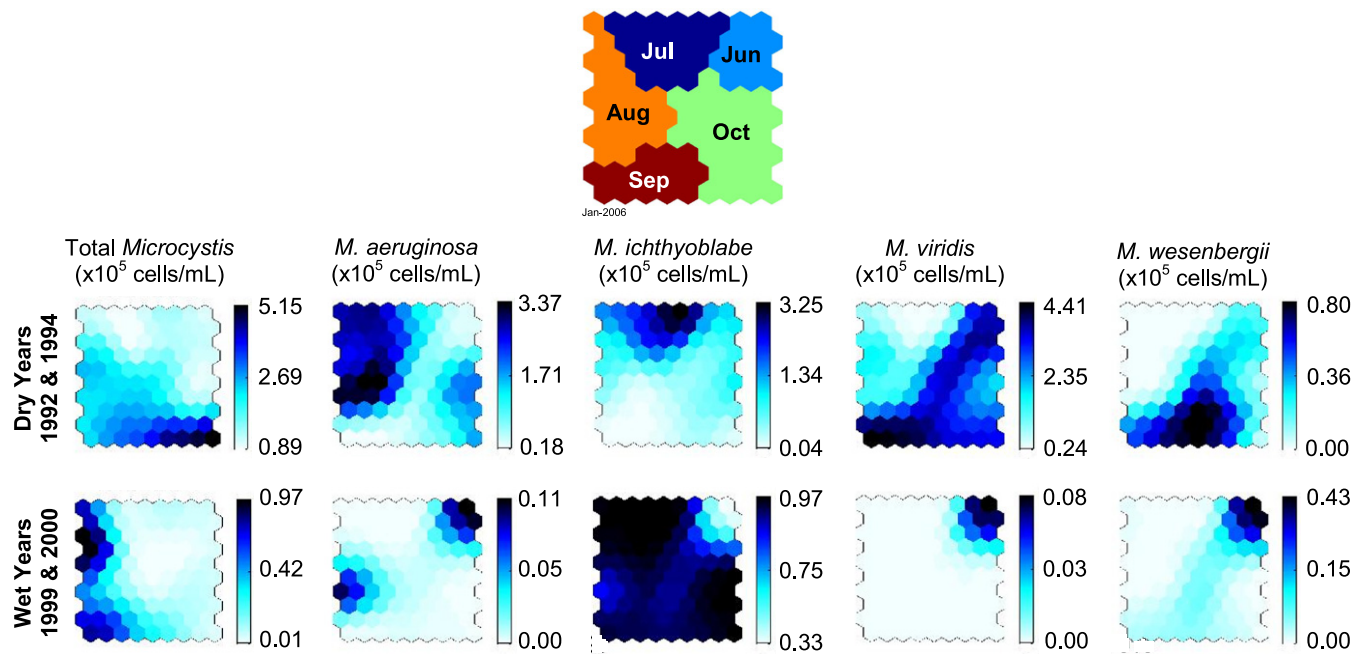 Jul
Jun
Aug
Oct
Sep
Jan-2006
Total Microcystis
(x10⁵ cells/mL)
M. aeruginosa
(x10⁵ cells/mL)
M. ichthyoblabe
(x10⁵ cells/mL)
M. viridis
(x10⁵ cells/mL)
M. wesenbergii
(x10⁵ cells/mL)
Dry Years
1992 & 1994
5.15
2.69
0.89
3.37
1.71
0.18
3.25
1.34
0.04
4.41
2.35
0.24
0.80
0.36
0.00
Wet Years
1999 & 2000
0.97
0.42
0.01
0.11
0.05
0.00
0.97
0.75
0.33
0.08
0.03
0.00
0.43
0.15
0.00